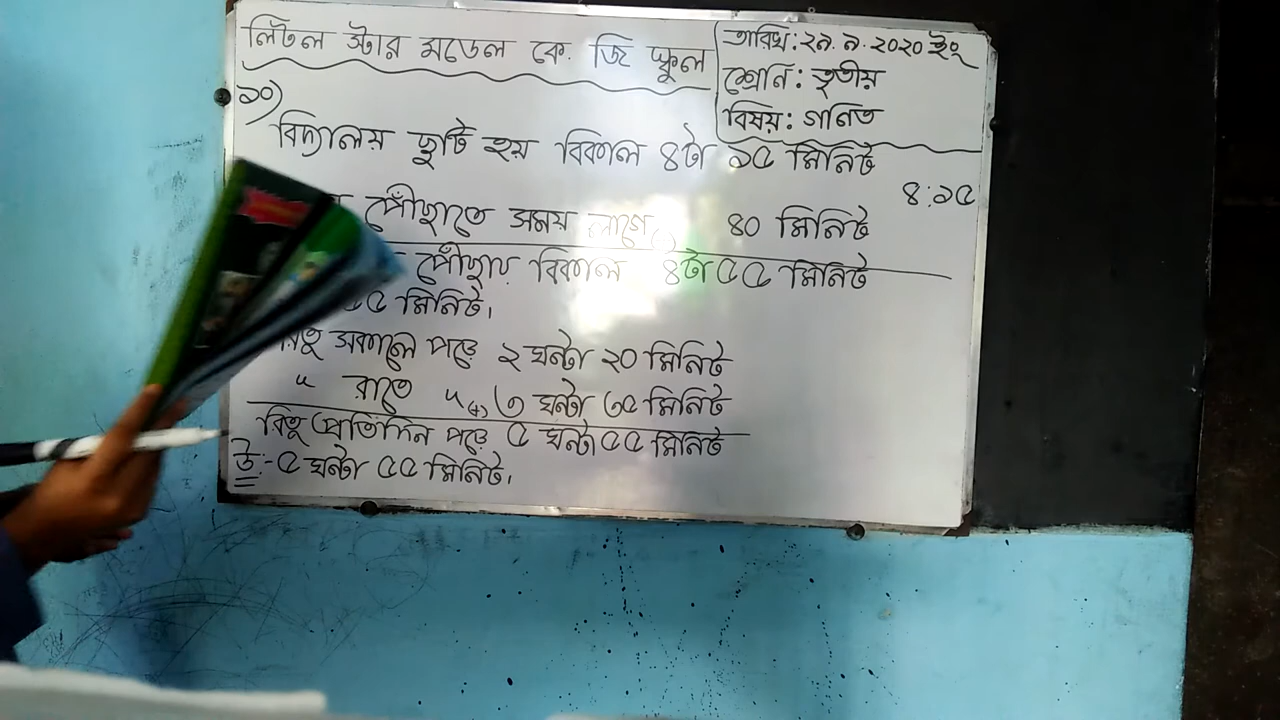 লিটল স্টার মডেল কে. জি স্কুল
তারিখ: ২৯. ৯. ২০২০ ইং
শ্রেনি: তৃতীয়
বিষয়: গনিত
১০)
বিদ্যালয় ছুটি হয় বিকাল ৪টা ১৫ মিনিট
৪:১৫
পৌঁছাতে সময় লাগে (+) ৪০ মিনিট
পৌঁছায় বিকাল ৪টা ৫৫ মিনিট
৫৫ মিনিট।
মিতু সকালে পড়ে ২ ঘন্টা ২০ মিনিট
" রাতে " (+) ৩ ঘন্টা ৩৫ মিনিট
মিতু প্রতিদিন পড়ে ৫ ঘন্টা ৫৫ মিনিট
উ:- ৫ ঘন্টা ৫৫ মিনিট।